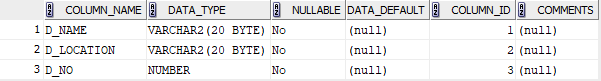 COLUMN_NAME DATA_TYPE NULLABLE DATA_DEFAULT COLUMN_ID COMMENTS
1 D_NAME VARCHAR2(20 BYTE) No (null) 1 (null)
2 D_LOCATION VARCHAR2(20 BYTE) No (null) 2 (null)
3 D_NO NUMBER No (null) 3 (null)